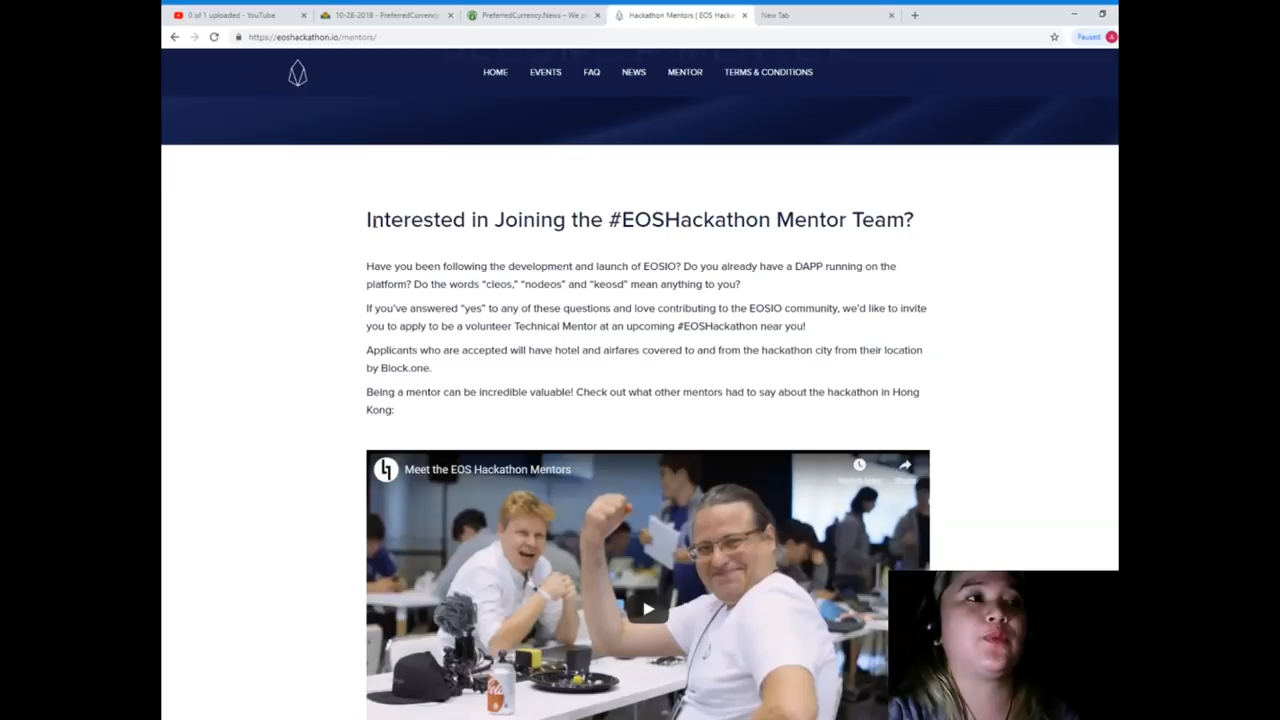 0 of 1 uploaded - YouTube
10-28-2018 - PreferredCurrency
PreferredCurrency.News – We p
Hackathon Mentors | EOS Hack
New Tab
https://eoshackathon.io/mentors/
Paused
A
HOME EVENTS FAQ NEWS MENTOR TERMS & CONDITIONS
Interested in Joining the #EOSHackathon Mentor Team?
Have you been following the development and launch of EOSIO? Do you already have a DAPP running on the
platform? Do the words “cleos,” “nodeos” and “keosd” mean anything to you?
If you’ve answered “yes” to any of these questions and love contributing to the EOSIO community, we’d like to invite
you to apply to be a volunteer Technical Mentor at an upcoming #EOSHackathon near you!
Applicants who are accepted will have hotel and airfares covered to and from the hackathon city from their location
by Block.one.
Being a mentor can be incredible valuable! Check out what other mentors had to say about the hackathon in Hong
Kong:
Meet the EOS Hackathon Mentors